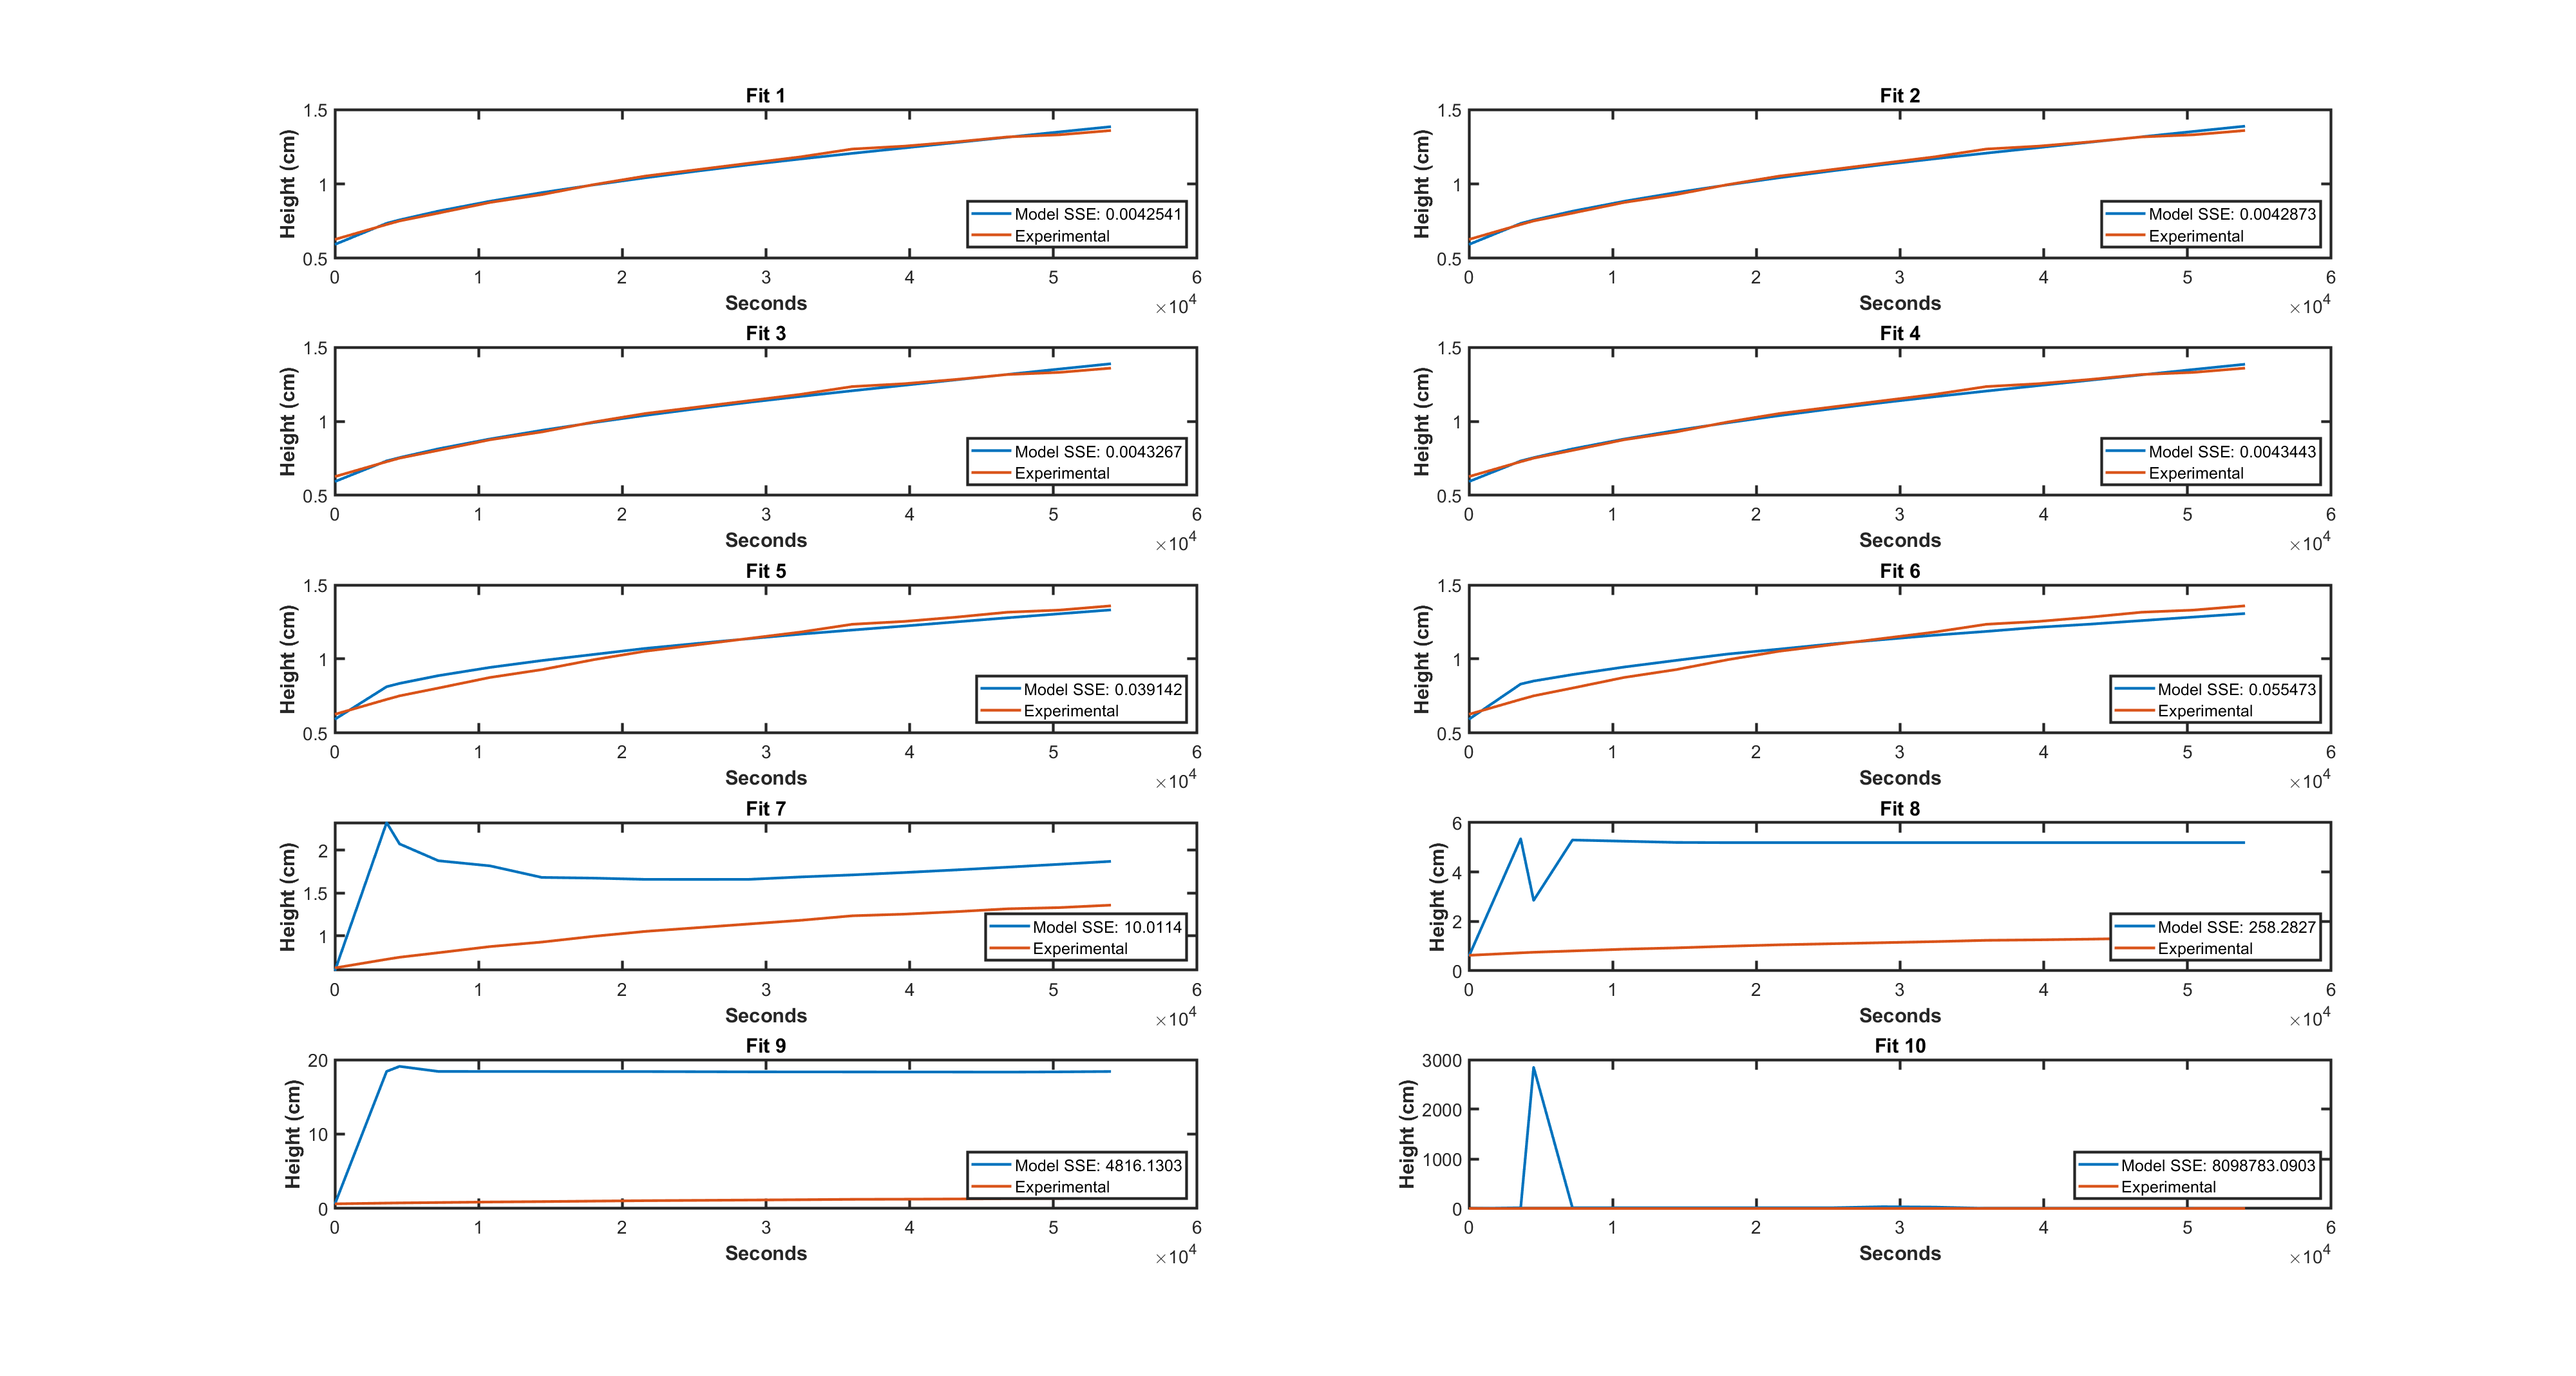 Fit 1
Height (cm)
1.5
1
0.5
Model SSE: 0.0042541
Experimental
0 1 2 3 4 5 6
Seconds
×10^4
Fit 2
Height (cm)
1.5
1
0.5
Model SSE: 0.0042873
Experimental
0 1 2 3 4 5 6
Seconds
×10^4
Fit 3
Height (cm)
1.5
1
0.5
Model SSE: 0.0043267
Experimental
0 1 2 3 4 5 6
Seconds
×10^4
Fit 4
Height (cm)
1.5
1
0.5
Model SSE: 0.0043443
Experimental
0 1 2 3 4 5 6
Seconds
×10^4
Fit 5
Height (cm)
1.5
1
0.5
Model SSE: 0.039142
Experimental
0 1 2 3 4 5 6
Seconds
×10^4
Fit 6
Height (cm)
1.5
1
0.5
Model SSE: 0.055473
Experimental
0 1 2 3 4 5 6
Seconds
×10^4
Fit 7
Height (cm)
2
1.5
1
Model SSE: 10.0114
Experimental
0 1 2 3 4 5 6
Seconds
×10^4
Fit 8
Height (cm)
6
4
2
0
Model SSE: 258.2827
Experimental
0 1 2 3 4 5 6
Seconds
×10^4
Fit 9
Height (cm)
20
10
0
Model SSE: 4816.1303
Experimental
0 1 2 3 4 5 6
Seconds
×10^4
Fit 10
Height (cm)
3000
2000
1000
0
Model SSE: 8098783.0903
Experimental
0 1 2 3 4 5 6
Seconds
×10^4